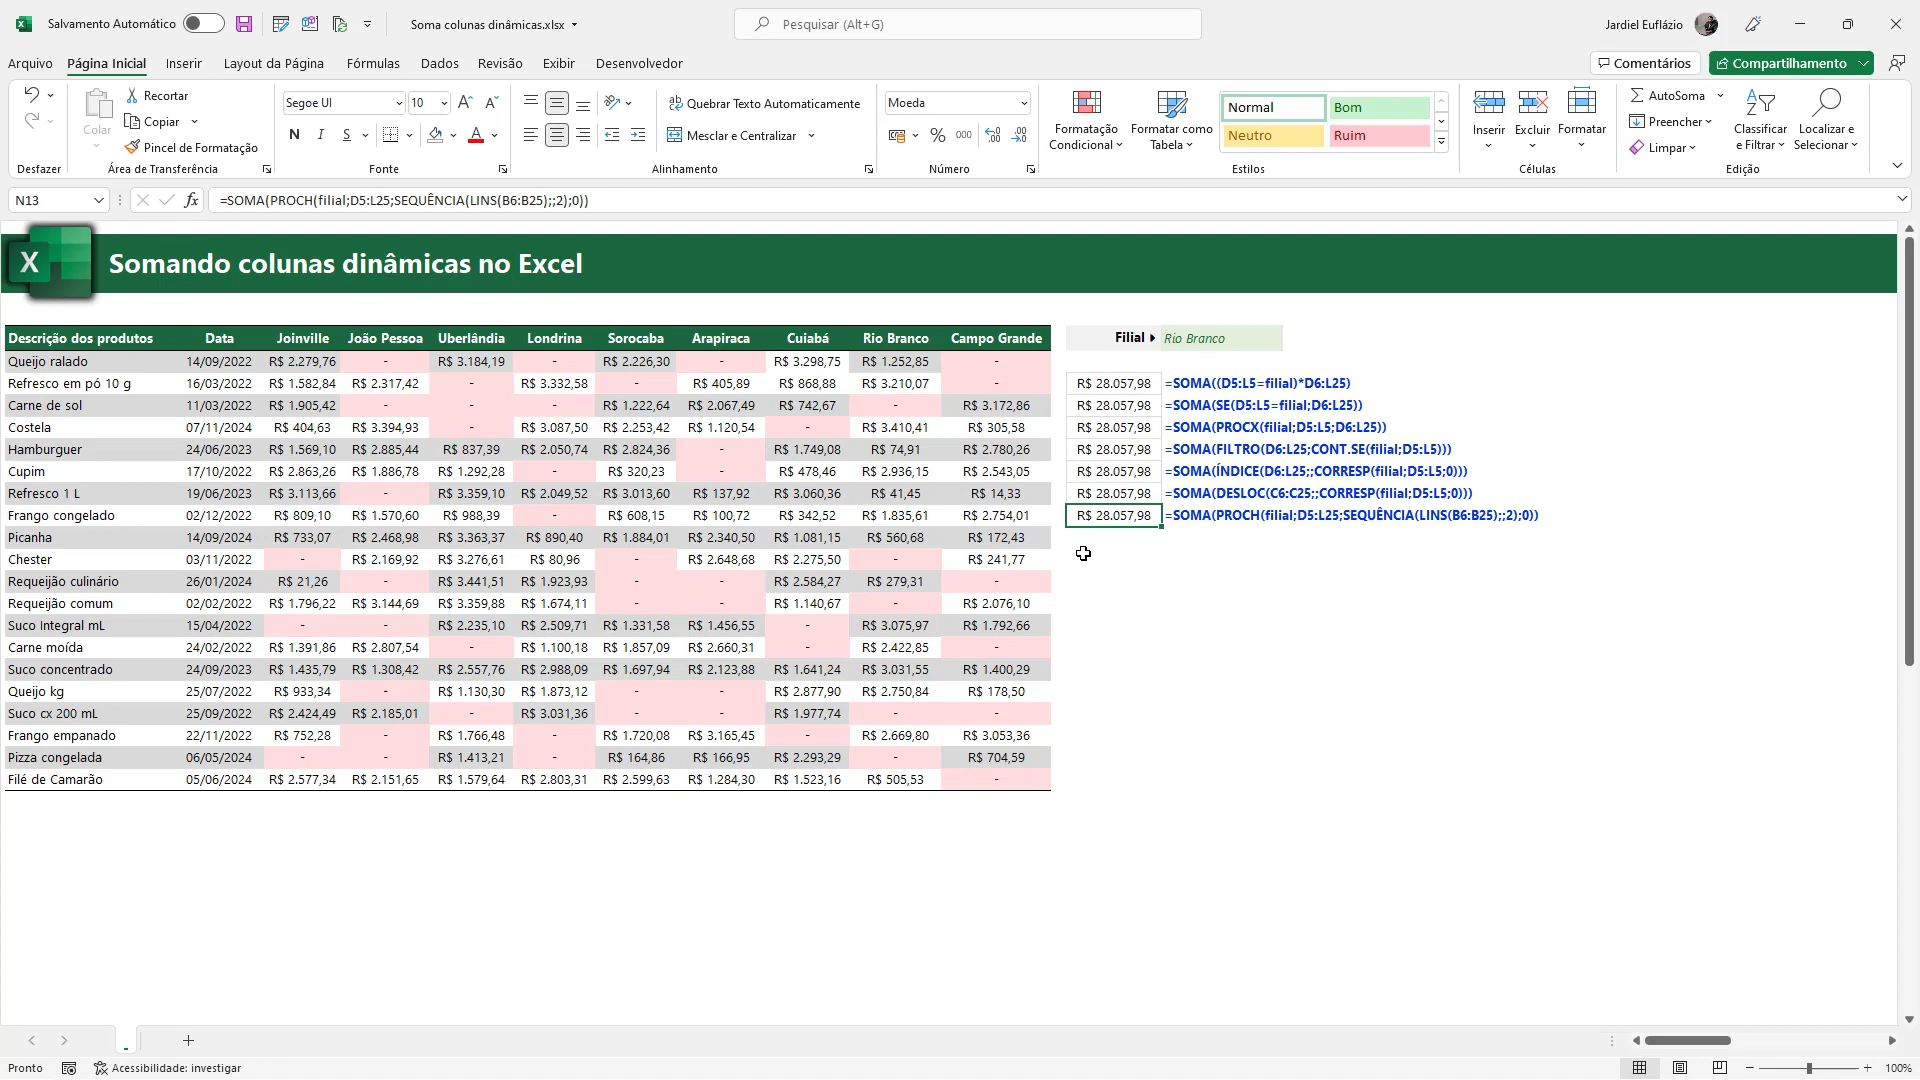 Salvamento Automático
Soma colunas dinâmicas.xlsx
Pesquisar (Alt+G)
Jardiel Euflázio
Arquivo Página Inicial Inserir Layout da Página Fórmulas Dados Revisão Exibir Desenvolvedor
Comentários Compartilhamento
Colar
Recortar
Copiar
Pincel de Formatação
Segoe UI 10
N I S
Quebrar Texto Automaticamente
Mesclar e Centralizar
Moeda
% 000
Formatação Condicional
Formatar como Tabela
Normal Bom
Neutro Ruim
Inserir Excluir Formatar
AutoSoma
Preencher
Limpar
Classificar e Filtrar
Localizar e Selecionar
Desfazer Área de Transferência Fonte Alinhamento Número Estilos Células Edição
N13 fx =SOMA(PROCH(filial;D5:L25;SEQUÊNCIA(LINS(B6:B25);;2);0))
X Somando colunas dinâmicas no Excel
Descrição dos produtos Data Joinville João Pessoa Uberlândia Londrina Sorocaba Arapiraca Cuiabá Rio Branco Campo Grande
Queijo ralado 14/09/2022 R$ 2.279,76 - R$ 3.184,19 - R$ 2.226,30 - R$ 3.298,75 R$ 1.252,85 -
Refresco em pó 10 g 16/03/2022 R$ 1.582,84 R$ 2.317,42 - R$ 3.332,58 - R$ 405,89 R$ 868,88 R$ 3.210,07 -
Carne de sol 11/03/2022 R$ 1.905,42 - - - R$ 1.222,64 R$ 2.067,49 R$ 742,67 - R$ 3.172,86
Costela 07/11/2024 R$ 404,63 R$ 3.394,93 - R$ 3.087,50 R$ 2.253,42 R$ 1.120,54 - R$ 3.410,41 R$ 305,58
Hamburguer 24/06/2023 R$ 1.569,10 R$ 2.885,44 R$ 837,39 R$ 2.050,74 R$ 2.824,36 - R$ 1.749,08 R$ 74,91 R$ 2.780,26
Cupim 17/10/2022 R$ 2.863,26 R$ 1.886,78 R$ 1.292,28 - R$ 320,23 - R$ 478,46 R$ 2.936,15 R$ 2.543,05
Refresco 1 L 19/06/2023 R$ 3.113,66 - R$ 3.359,10 R$ 2.049,52 R$ 3.013,60 R$ 137,92 R$ 3.060,36 R$ 41,45 R$ 14,33
Frango congelado 02/12/2022 R$ 809,10 R$ 1.570,60 R$ 988,39 - R$ 608,15 R$ 100,72 R$ 342,52 R$ 1.835,61 R$ 2.754,01
Picanha 14/09/2024 R$ 733,07 R$ 2.468,98 R$ 3.363,37 R$ 890,40 R$ 1.884,01 R$ 2.340,50 R$ 1.081,15 R$ 560,68 R$ 172,43
Chester 03/11/2022 - R$ 2.169,92 R$ 3.276,61 R$ 80,96 - R$ 2.648,68 R$ 2.275,50 - R$ 241,77
Requeijão culinário 26/01/2024 R$ 21,26 - R$ 3.441,51 R$ 1.923,93 - - R$ 2.584,27 R$ 279,31 -
Requeijão comum 02/02/2022 R$ 1.796,22 R$ 3.144,69 R$ 3.359,88 R$ 1.674,11 - - R$ 1.140,67 - R$ 2.076,10
Suco Integral mL 15/04/2022 - - R$ 2.235,10 R$ 2.509,71 R$ 1.331,58 R$ 1.456,55 - R$ 3.075,97 R$ 1.792,66
Carne moída 24/02/2022 R$ 1.391,86 R$ 2.807,54 - R$ 1.100,18 R$ 1.857,09 R$ 2.660,31 - R$ 2.422,85 -
Suco concentrado 24/09/2023 R$ 1.435,79 R$ 1.308,42 R$ 2.557,76 R$ 2.988,09 R$ 1.697,94 R$ 2.123,88 R$ 1.641,24 R$ 3.031,55 R$ 1.400,29
Queijo kg 25/07/2022 R$ 933,34 - R$ 1.130,30 R$ 1.873,12 - - R$ 2.877,90 R$ 2.750,84 R$ 178,50
Suco cx 200 mL 25/09/2022 R$ 2.424,49 R$ 2.185,01 - R$ 3.031,36 - - R$ 1.977,74 - -
Frango empanado 22/11/2022 R$ 752,28 - R$ 1.766,48 - R$ 1.720,08 R$ 3.165,45 - R$ 2.669,80 R$ 3.053,36
Pizza congelada 06/05/2024 - - R$ 1.413,21 - R$ 164,86 R$ 166,95 R$ 2.293,29 - R$ 704,59
Filé de Camarão 05/06/2024 R$ 2.577,34 R$ 2.151,65 R$ 1.579,64 R$ 2.803,31 R$ 2.599,63 R$ 1.284,30 R$ 1.523,16 R$ 505,53 -
Filial Rio Branco
R$ 28.057,98 =SOMA((D5:L5=filial)*D6:L25)
R$ 28.057,98 =SOMA(SE(D5:L5=filial;D6:L25))
R$ 28.057,98 =SOMA(PROCX(filial;D5:L5;D6:L25))
R$ 28.057,98 =SOMA(FILTRO(D6:L25;CONT.SE(filial;D5:L5)))
R$ 28.057,98 =SOMA(ÍNDICE(D6:L25;;CORRESP(filial;D5:L5;0)))
R$ 28.057,98 =SOMA(DESLOC(C6:C25;;CORRESP(filial;D5:L5;0)))
R$ 28.057,98 =SOMA(PROCH(filial;D5:L25;SEQUÊNCIA(LINS(B6:B25);;2);0))
Pronto Acessibilidade: investigar 100%